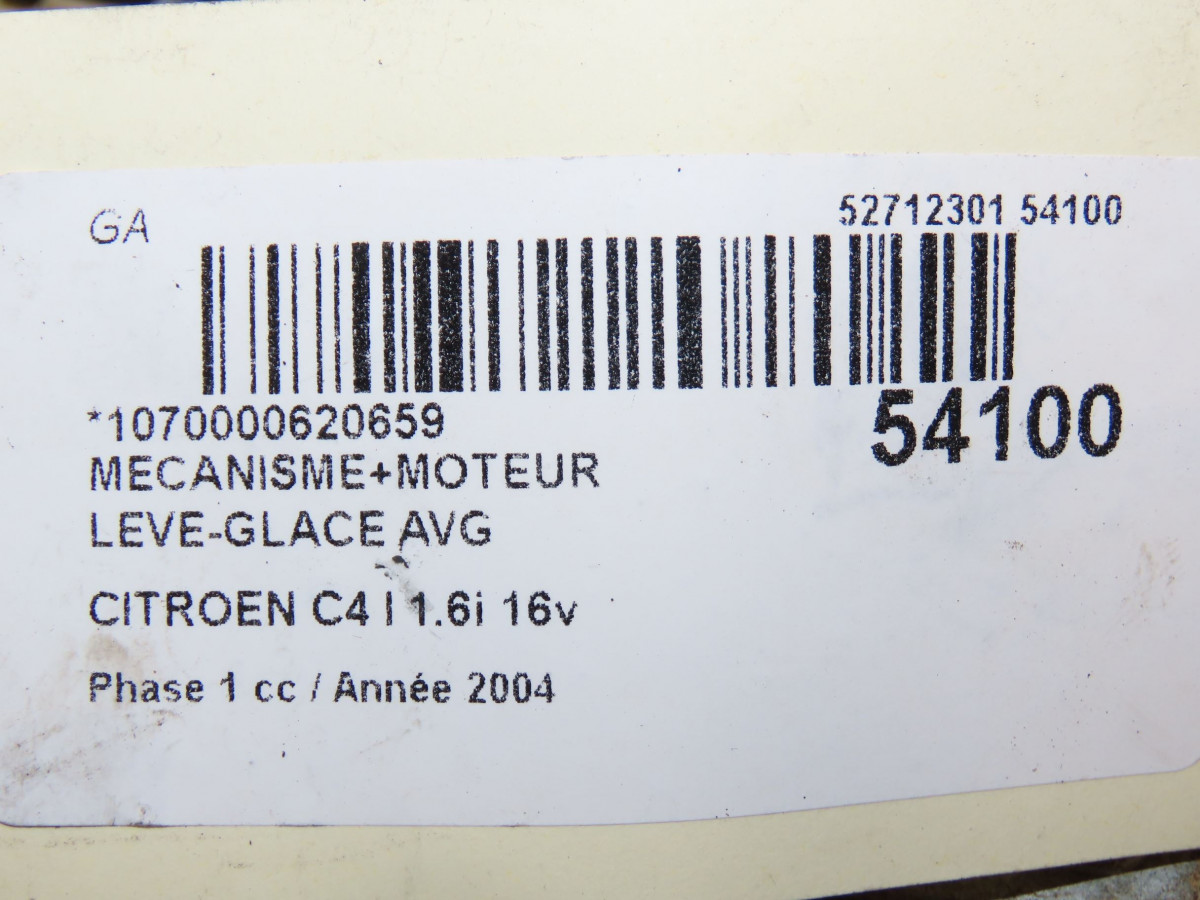 GA
52712301 54100
*1070000620659
54100
MECANISME+MOTEUR
LEVE-GLACE AVG
CITROEN C4 I 1.6i 16v
Phase 1 cc / Année 2004